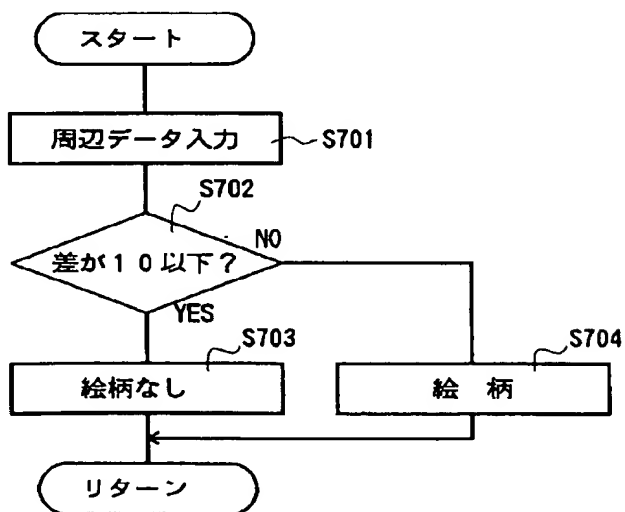 スタート
周辺データ入力
S701
S702
差が10以下?
NO
YES
S703
絵柄なし
S704
絵 柄
リターン